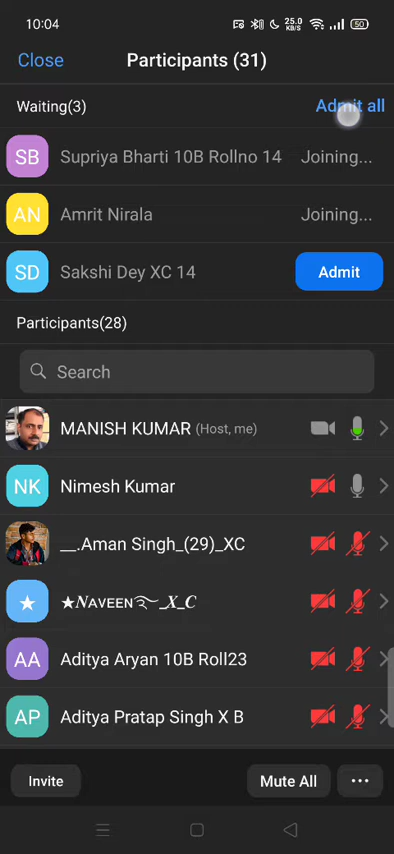 10:04 25.0 KB/S 50
Close Participants (31)
Waiting(3) Admit all
SB Supriya Bharti 10B Rollno 14 Joining...
AN Amrit Nirala Joining...
SD Sakshi Dey XC 14 Admit
Participants(28)
Search
MANISH KUMAR (Host, me)
NK Nimesh Kumar
__.Aman Singh_(29)_XC
★ ★𝑵ᴀᴠᴇᴇɴ࿐_𝑿_𝑪
AA Aditya Aryan 10B Roll23
AP Aditya Pratap Singh X B
Invite Mute All ...